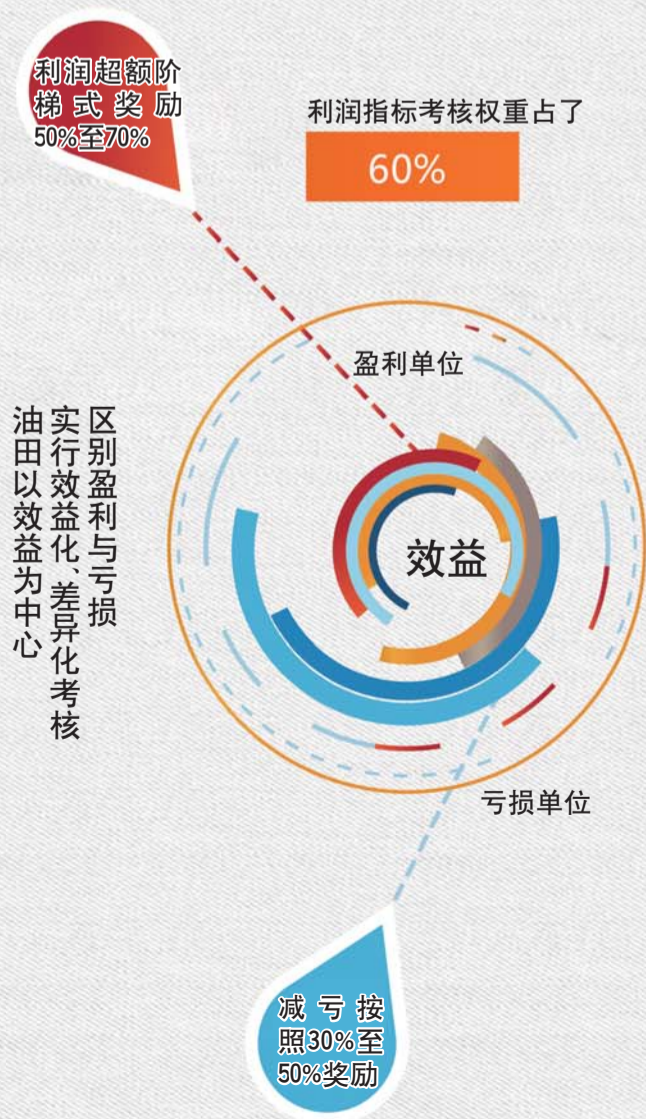 利润超额阶
梯式奖励
50%至70%
利润指标考核权重占了
60%
盈利单位
油田以效益为中心
实行效益化、差异化考核
区别盈利与亏损
效益
亏损单位
减亏按
照30%至
50%奖励